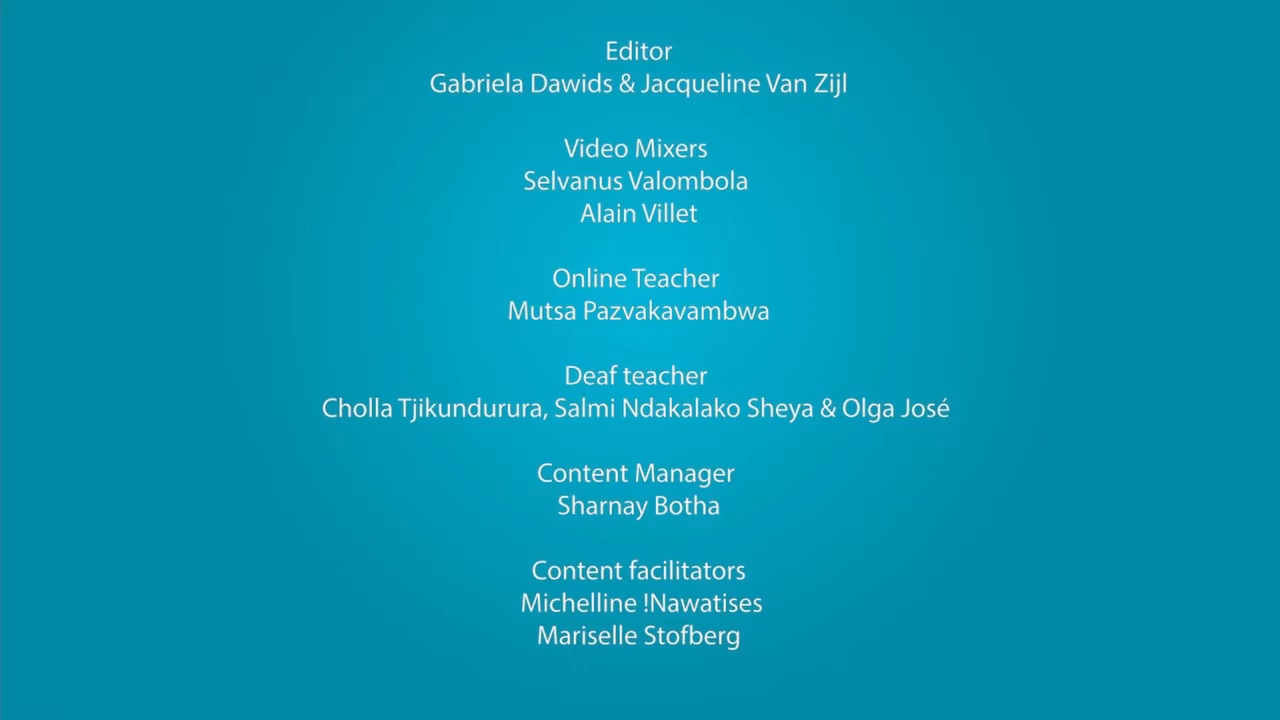 Editor
Gabriela Dawids & Jacqueline Van Zijl
Video Mixers
Selvanus Valombola
Alain Villet
Online Teacher
Mutsa Pazvakavambwa
Deaf teacher
Cholla Tjikundurura, Salmi Ndakalako Sheya & Olga José
Content Manager
Sharnay Botha
Content facilitators
Michelline !Nawatises
Mariselle Stofberg